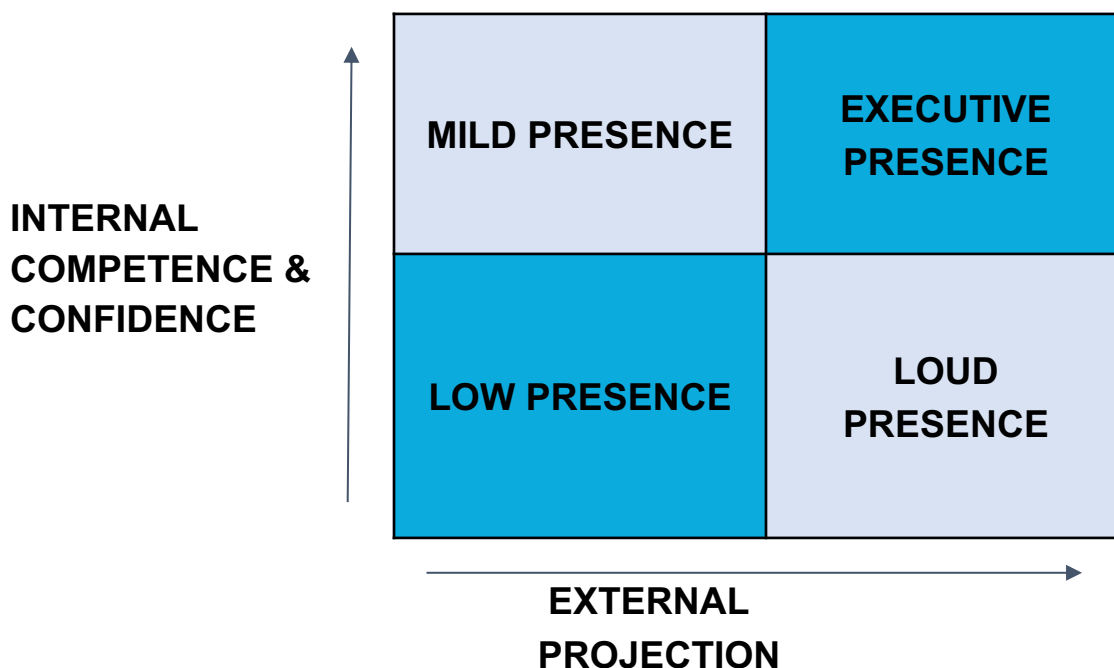 MILD PRESENCE
EXECUTIVE
PRESENCE
INTERNAL
COMPETENCE &
CONFIDENCE
LOW PRESENCE
LOUD
PRESENCE
EXTERNAL
PROJECTION